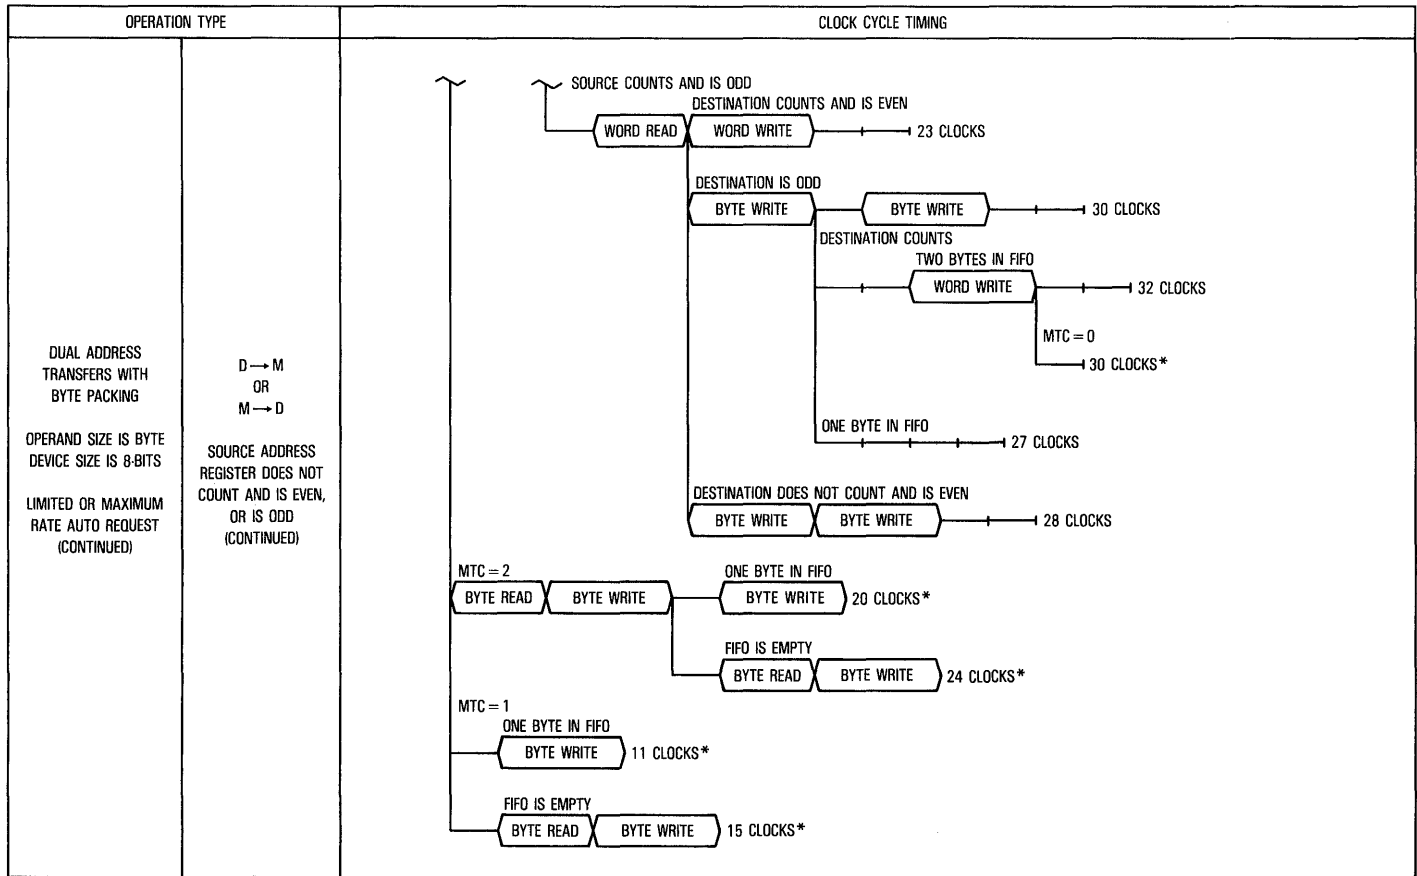 OPERATION TYPE
CLOCK CYCLE TIMING
DUAL ADDRESS
TRANSFERS WITH
BYTE PACKING
OPERAND SIZE IS BYTE
DEVICE SIZE IS 8-BITS
LIMITED OR MAXIMUM
RATE AUTO REQUEST
(CONTINUED)
D→M
OR
M→D
SOURCE ADDRESS
REGISTER DOES NOT
COUNT AND IS EVEN,
OR IS ODD
(CONTINUED)
SOURCE COUNTS AND IS ODD
DESTINATION COUNTS AND IS EVEN
WORD READ WORD WRITE 23 CLOCKS
DESTINATION IS ODD
BYTE WRITE BYTE WRITE 30 CLOCKS
DESTINATION COUNTS
TWO BYTES IN FIFO
WORD WRITE 32 CLOCKS
MTC = 0
30 CLOCKS*
ONE BYTE IN FIFO
27 CLOCKS
DESTINATION DOES NOT COUNT AND IS EVEN
BYTE WRITE BYTE WRITE 28 CLOCKS
MTC = 2 ONE BYTE IN FIFO
BYTE READ BYTE WRITE BYTE WRITE 20 CLOCKS*
FIFO IS EMPTY
BYTE READ BYTE WRITE 24 CLOCKS*
MTC = 1
ONE BYTE IN FIFO
BYTE WRITE 11 CLOCKS*
FIFO IS EMPTY
BYTE READ BYTE WRITE 15 CLOCKS*